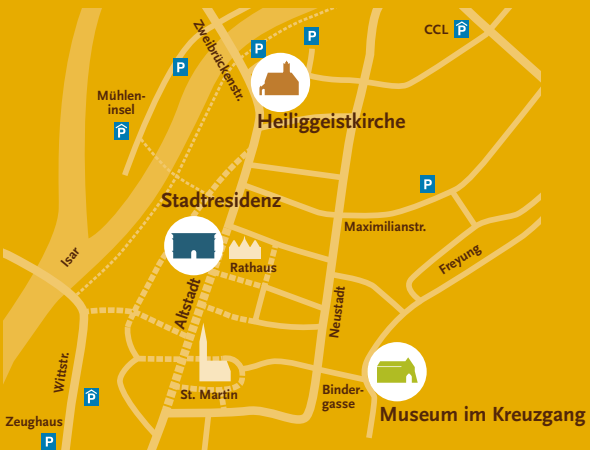 Zweibrückenstr.
P
P
CCL P
P
Mühlen-
insel
P
Heiliggeistkirche
P
Stadtresidenz
Maximilianstr.
Isar
Rathaus
Freyung
Altstadt
Neustadt
Wittstr.
St. Martin
Binder-
gasse
P
Museum im Kreuzgang
Zeughaus
P